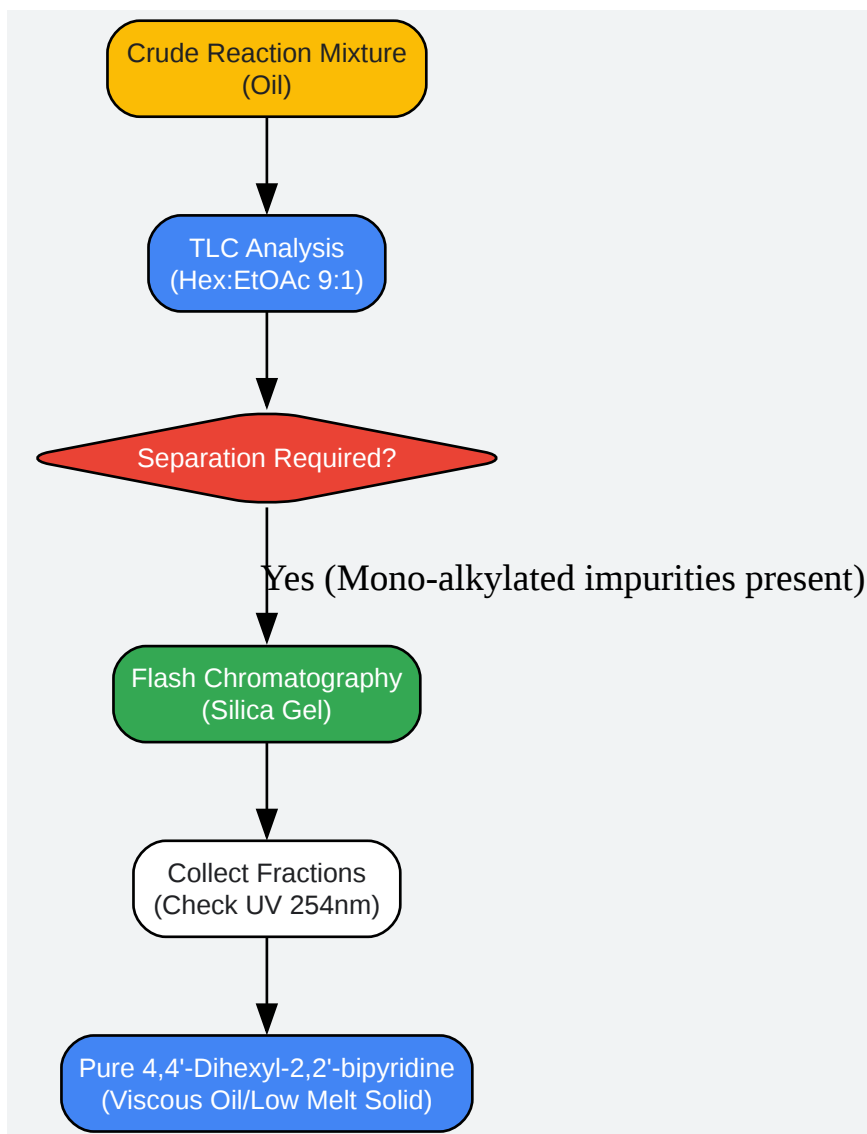 Crude Reaction Mixture
(Oil)
TLC Analysis
(Hex:EtOAc 9:1)
Separation Required?
Yes (Mono-alkylated impurities present)
Flash Chromatography
(Silica Gel)
Collect Fractions
(Check UV 254nm)
Pure 4,4'-Dihexyl-2,2'-bipyridine
(Viscous Oil/Low Melt Solid)